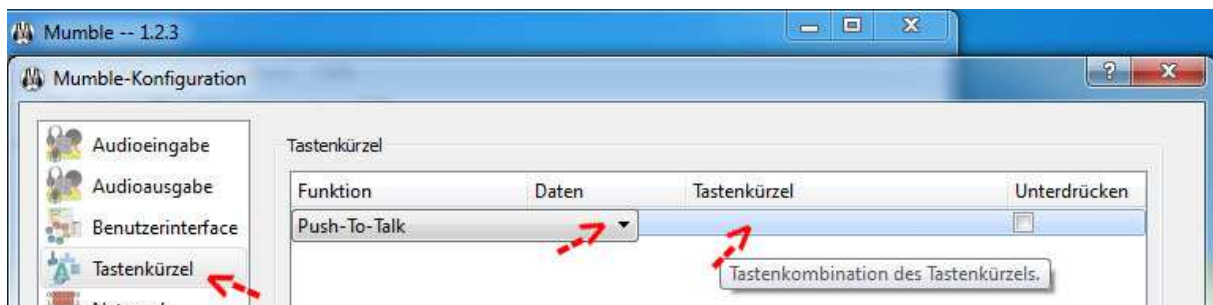 Mumble -- 1.2.3
Mumble-Konfiguration
Audioeingabe
Audioausgabe
Benutzerinterface
Tastenkürzel
Tastenkürzel
Funktion Daten Tastenkürzel Unterdrücken
Push-To-Talk
Tastenkombination des Tastenkürzels.